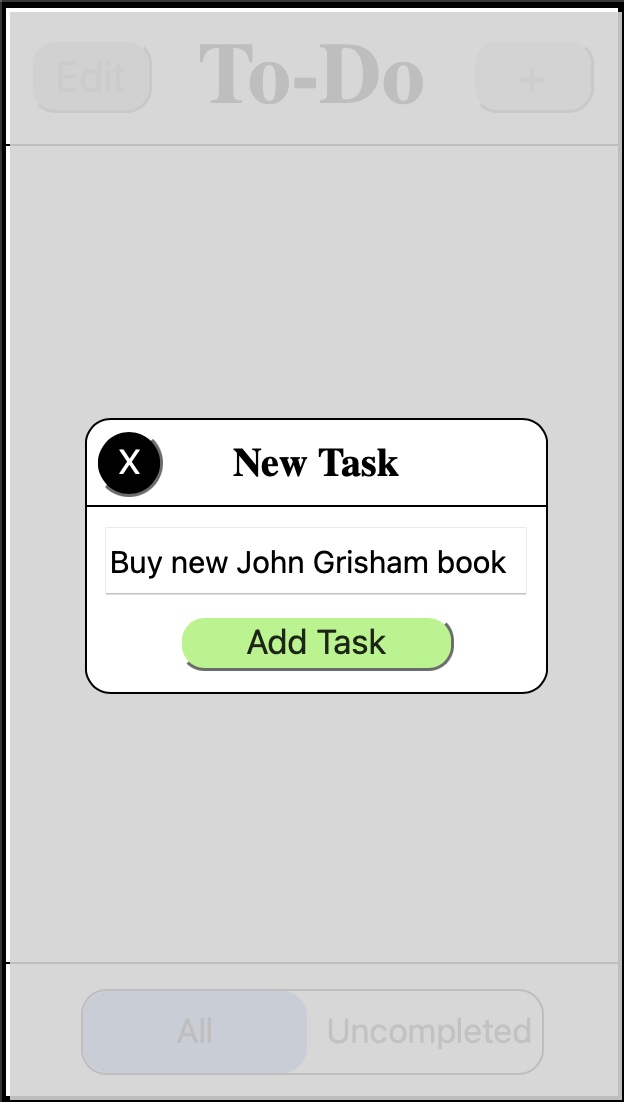 Edit To-Do +
X New Task
Buy new John Grisham book
Add Task
All Uncompleted